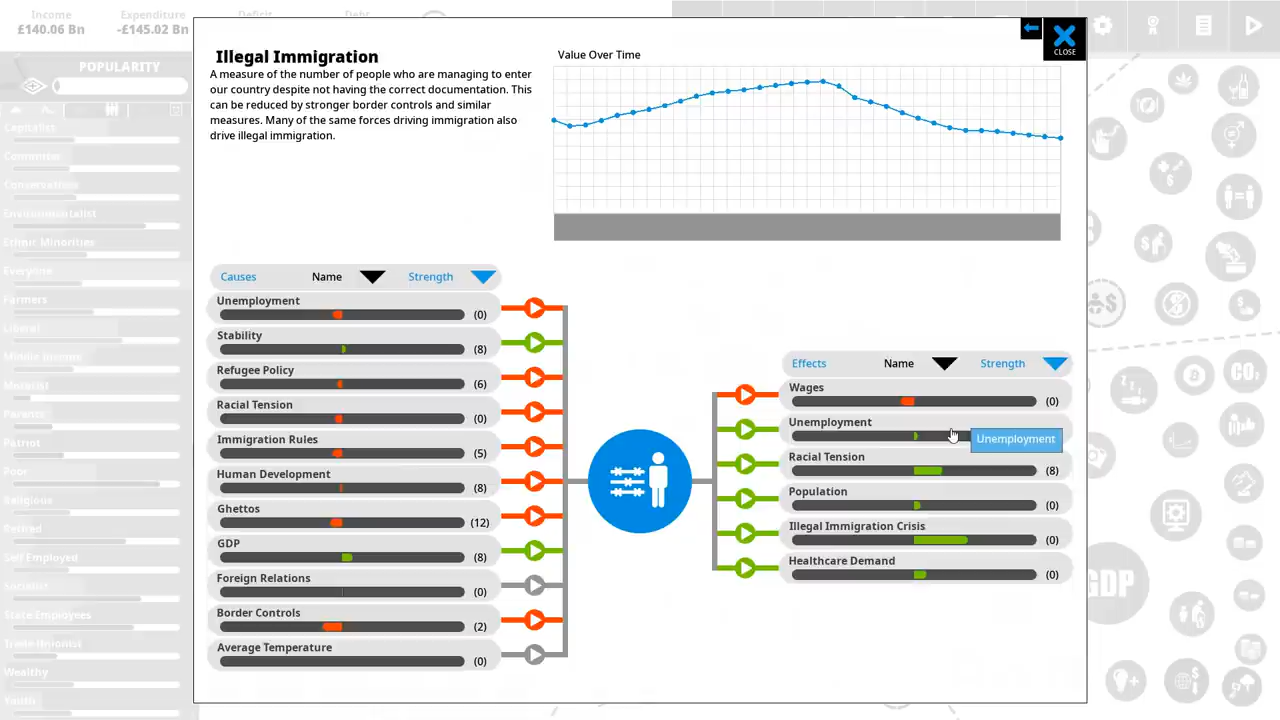 Income
Expenditure
Deficit
Debt
£140.06 Bn
-£145.02 Bn
POPULARITY
Capitalist
Commuter
Conservatives
Environmentalist
Ethnic Minorities
Everyone
Farmers
Liberal
Middle Income
Motorist
Parents
Patriot
Poor
Religious
Retired
Self Employed
Socialist
State Employees
Trade Unionist
Wealthy
Youth
Illegal Immigration
A measure of the number of people who are managing to enter
our country despite not having the correct documentation. This
can be reduced by stronger border controls and similar
measures. Many of the same forces driving immigration also
drive illegal immigration.
Value Over Time
CLOSE
Causes Name Strength
Unemployment
(0)
Stability
(8)
Refugee Policy
(6)
Racial Tension
(0)
Immigration Rules
(5)
Human Development
(8)
Ghettos
(12)
GDP
(8)
Foreign Relations
(0)
Border Controls
(2)
Average Temperature
(0)
Effects Name Strength
Wages
(0)
Unemployment
Unemployment
Racial Tension
(8)
Population
(0)
Illegal Immigration Crisis
(0)
Healthcare Demand
(0)
CO₂
GDP